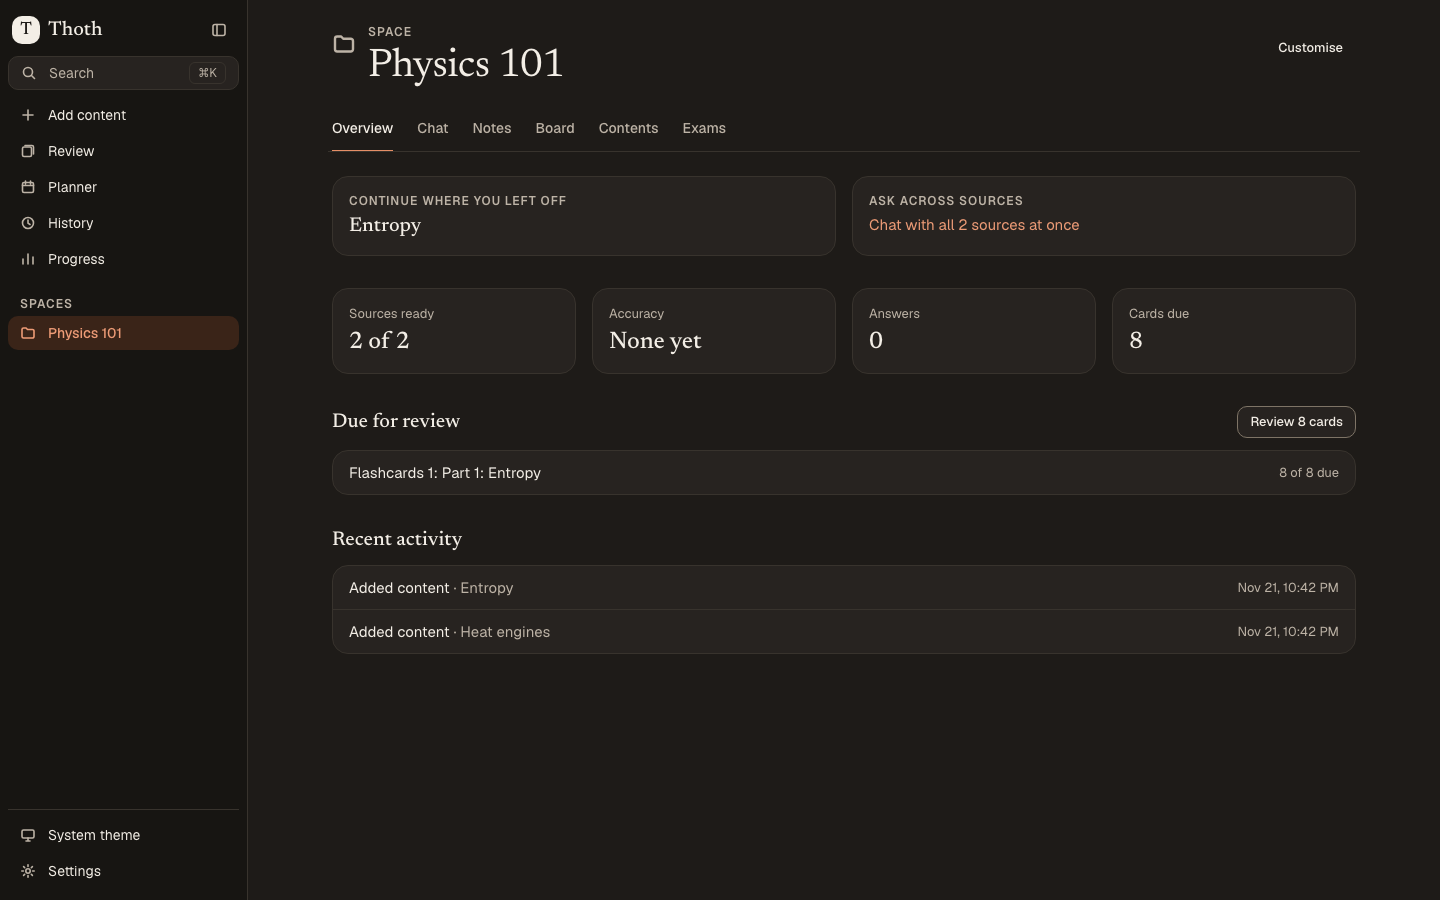 T Thoth
Search ⌘K
Add content
Review
Planner
History
Progress
SPACES
Physics 101
System theme
Settings
SPACE
Physics 101
Customise
Overview Chat Notes Board Contents Exams
CONTINUE WHERE YOU LEFT OFF
Entropy
ASK ACROSS SOURCES
Chat with all 2 sources at once
Sources ready
2 of 2
Accuracy
None yet
Answers
0
Cards due
8
Due for review
Review 8 cards
Flashcards 1: Part 1: Entropy 8 of 8 due
Recent activity
Added content · Entropy Nov 21, 10:42 PM
Added content · Heat engines Nov 21, 10:42 PM